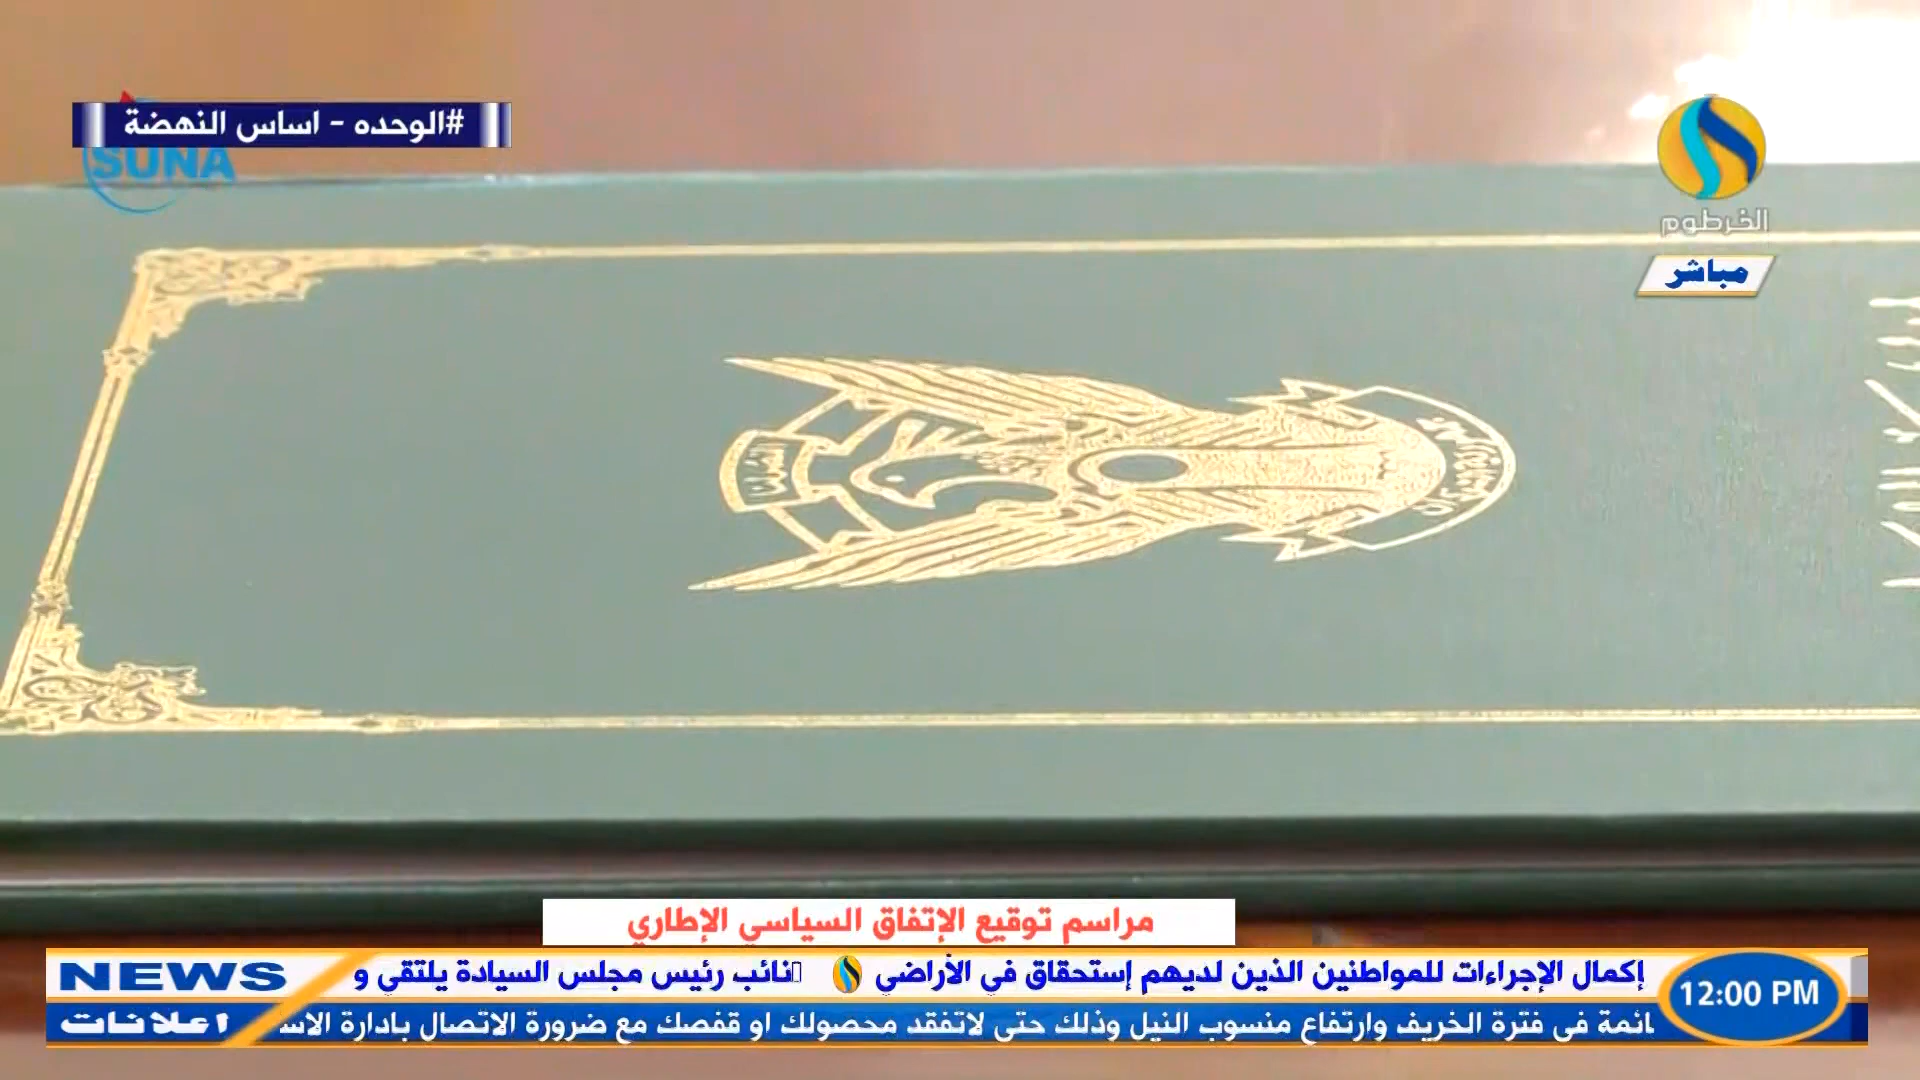 #الوحده - اساس النهضة
SUNA
الخرطوم
مباشر
النصر لنا
مراسم توقيع الإتفاق السياسي الإطاري
NEWS
إكمال الإجراءات للمواطنين الذين لديهم إستحقاق في الأراضي
نائب رئيس مجلس السيادة يلتقي و
12:00 PM
اعلانات
ائمة فى فترة الخريف وارتفاع منسوب النيل وذلك حتى لاتفقد محصولك او قفصك مع ضرورة الاتصال بادارة الاس